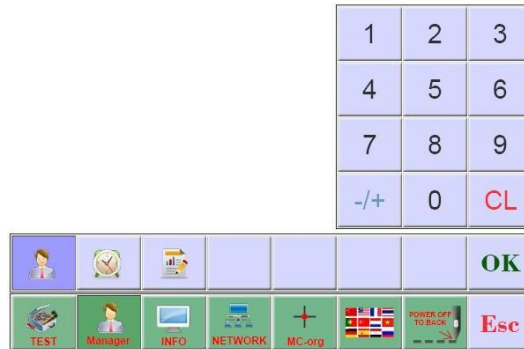 1 2 3
4 5 6
7 8 9
-/+ 0 CL
OK
TEST Manager INFO NETWORK MC-org POWER OFF TO BACK Esc